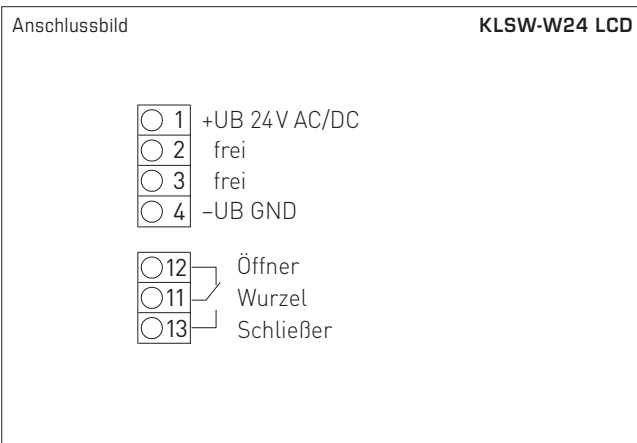 Anschlussbild KLSW-W24 LCD
1 +UB 24V AC/DC
2 frei
3 frei
4 –UB GND
12 Öffner
11 Wurzel
13 Schließer